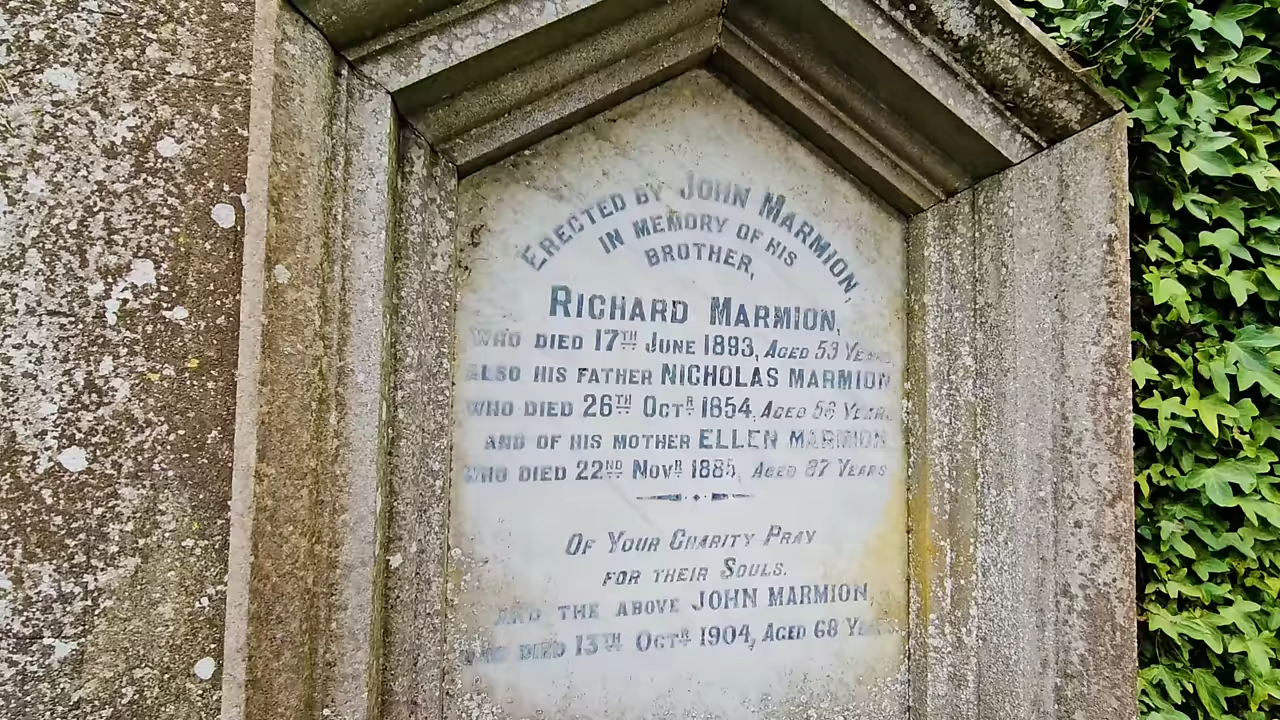 ERECTED BY JOHN MARMION,
IN MEMORY OF HIS
BROTHER,
RICHARD MARMION,
WHO DIED 17TH JUNE 1893, AGED 53 YEARS
ALSO HIS FATHER NICHOLAS MARMION
WHO DIED 26TH OCTR 1854, AGED 56 YEARS
AND OF HIS MOTHER ELLEN MARMION
WHO DIED 22ND NOVR 1885, AGED 87 YEARS
OF YOUR CHARITY PRAY
FOR THEIR SOULS.
AND THE ABOVE JOHN MARMION,
WHO DIED 13TH OCTR 1904, AGED 68 YEARS